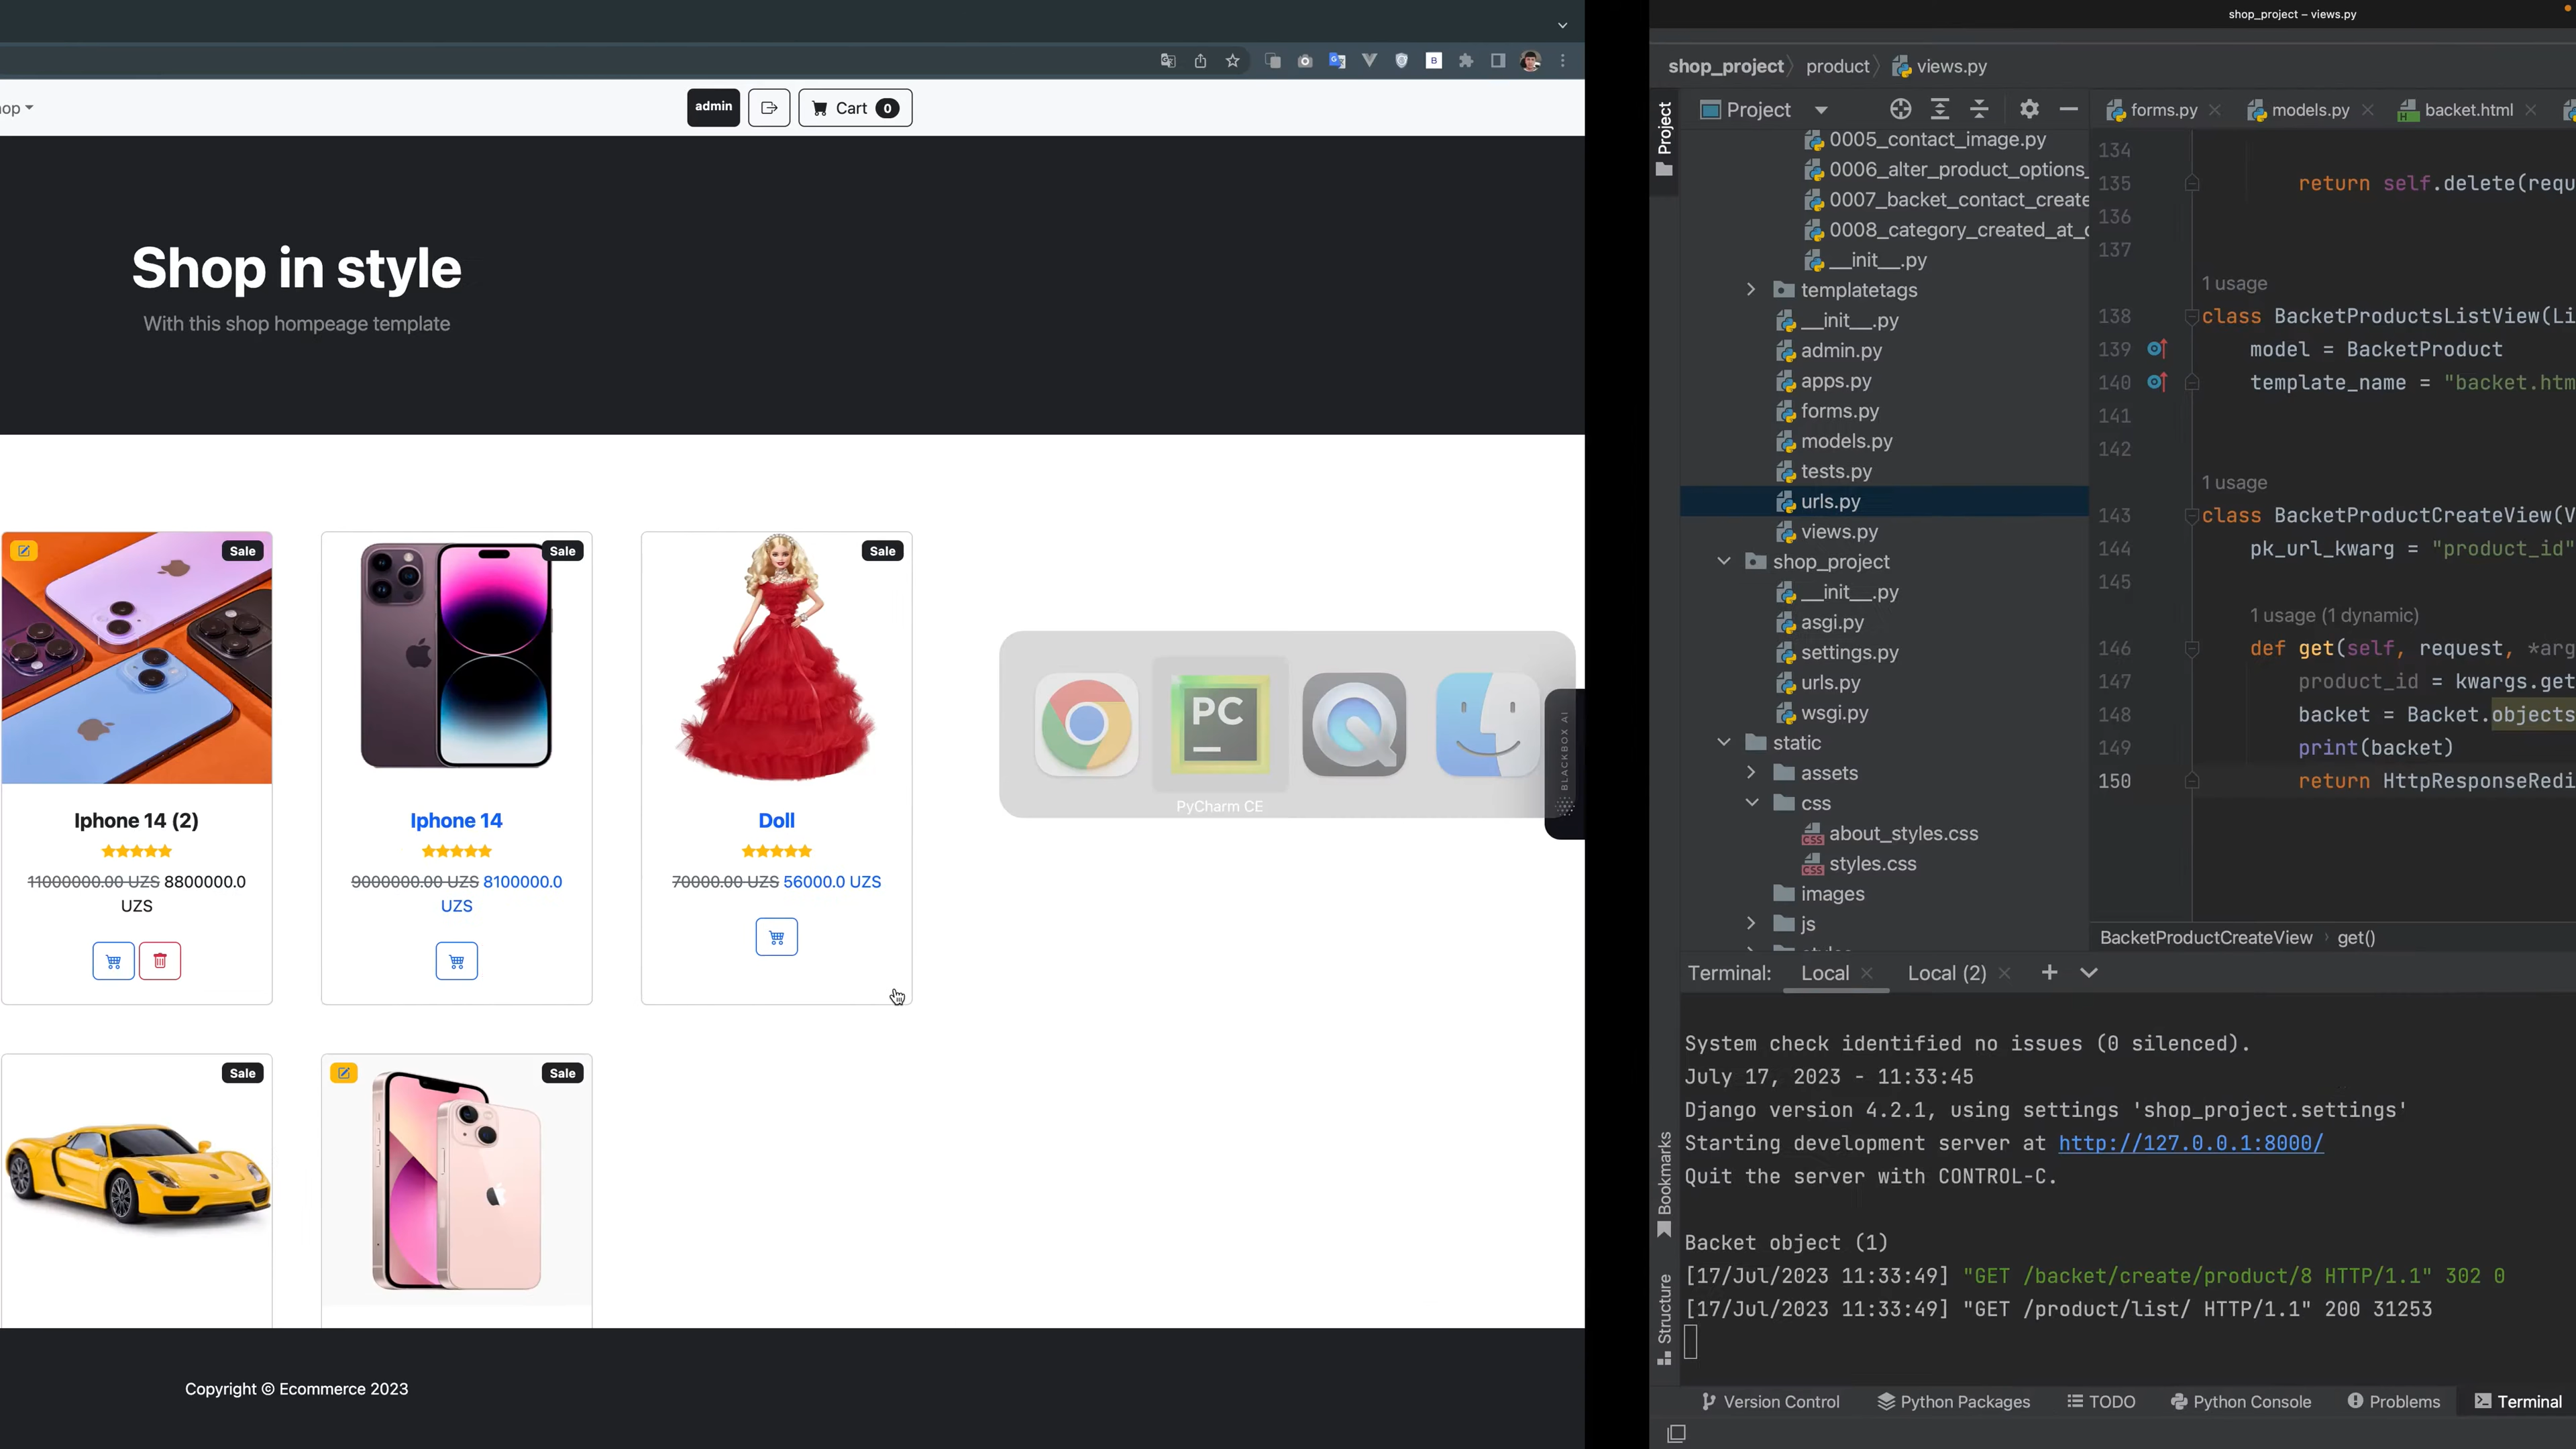 op
admin
Cart 0
Shop in style
With this shop hompeage template
Sale
Sale
Sale
Iphone 14 (2)
11000000.00 UZS 8800000.0
UZS
Iphone 14
9000000.00 UZS 8100000.0
UZS
Doll
70000.00 UZS 56000.0 UZS
Sale
Sale
Copyright © Ecommerce 2023
PC
PyCharm CE
BLACKBOX AI
shop_project – views.py
shop_project
product
views.py
Project
Project
0005_contact_image.py
0006_alter_product_options_
0007_backet_contact_create
0008_category_created_at_c
__init__.py
templatetags
__init__.py
admin.py
apps.py
forms.py
models.py
tests.py
urls.py
views.py
shop_project
__init__.py
asgi.py
settings.py
urls.py
wsgi.py
static
assets
css
about_styles.css
styles.css
images
js
forms.py
models.py
backet.html
134
135 return self.delete(requ
136
137
1 usage
138 class BacketProductsListView(Li
139 model = BacketProduct
140 template_name = "backet.htm
141
142
1 usage
143 class BacketProductCreateView(V
144 pk_url_kwarg = "product_id"
145
1 usage (1 dynamic)
146 def get(self, request, *arg
147 product_id = kwargs.get
148 backet = Backet.objects
149 print(backet)
150 return HttpResponseRedi
BacketProductCreateView
get()
Terminal:
Local
Local (2)
System check identified no issues (0 silenced).
July 17, 2023 - 11:33:45
Django version 4.2.1, using settings 'shop_project.settings'
Starting development server at http://127.0.0.1:8000/
Quit the server with CONTROL-C.
Backet object (1)
[17/Jul/2023 11:33:49] "GET /backet/create/product/8 HTTP/1.1" 302 0
[17/Jul/2023 11:33:49] "GET /product/list/ HTTP/1.1" 200 31253
Bookmarks
Structure
Version Control
Python Packages
TODO
Python Console
Problems
Terminal